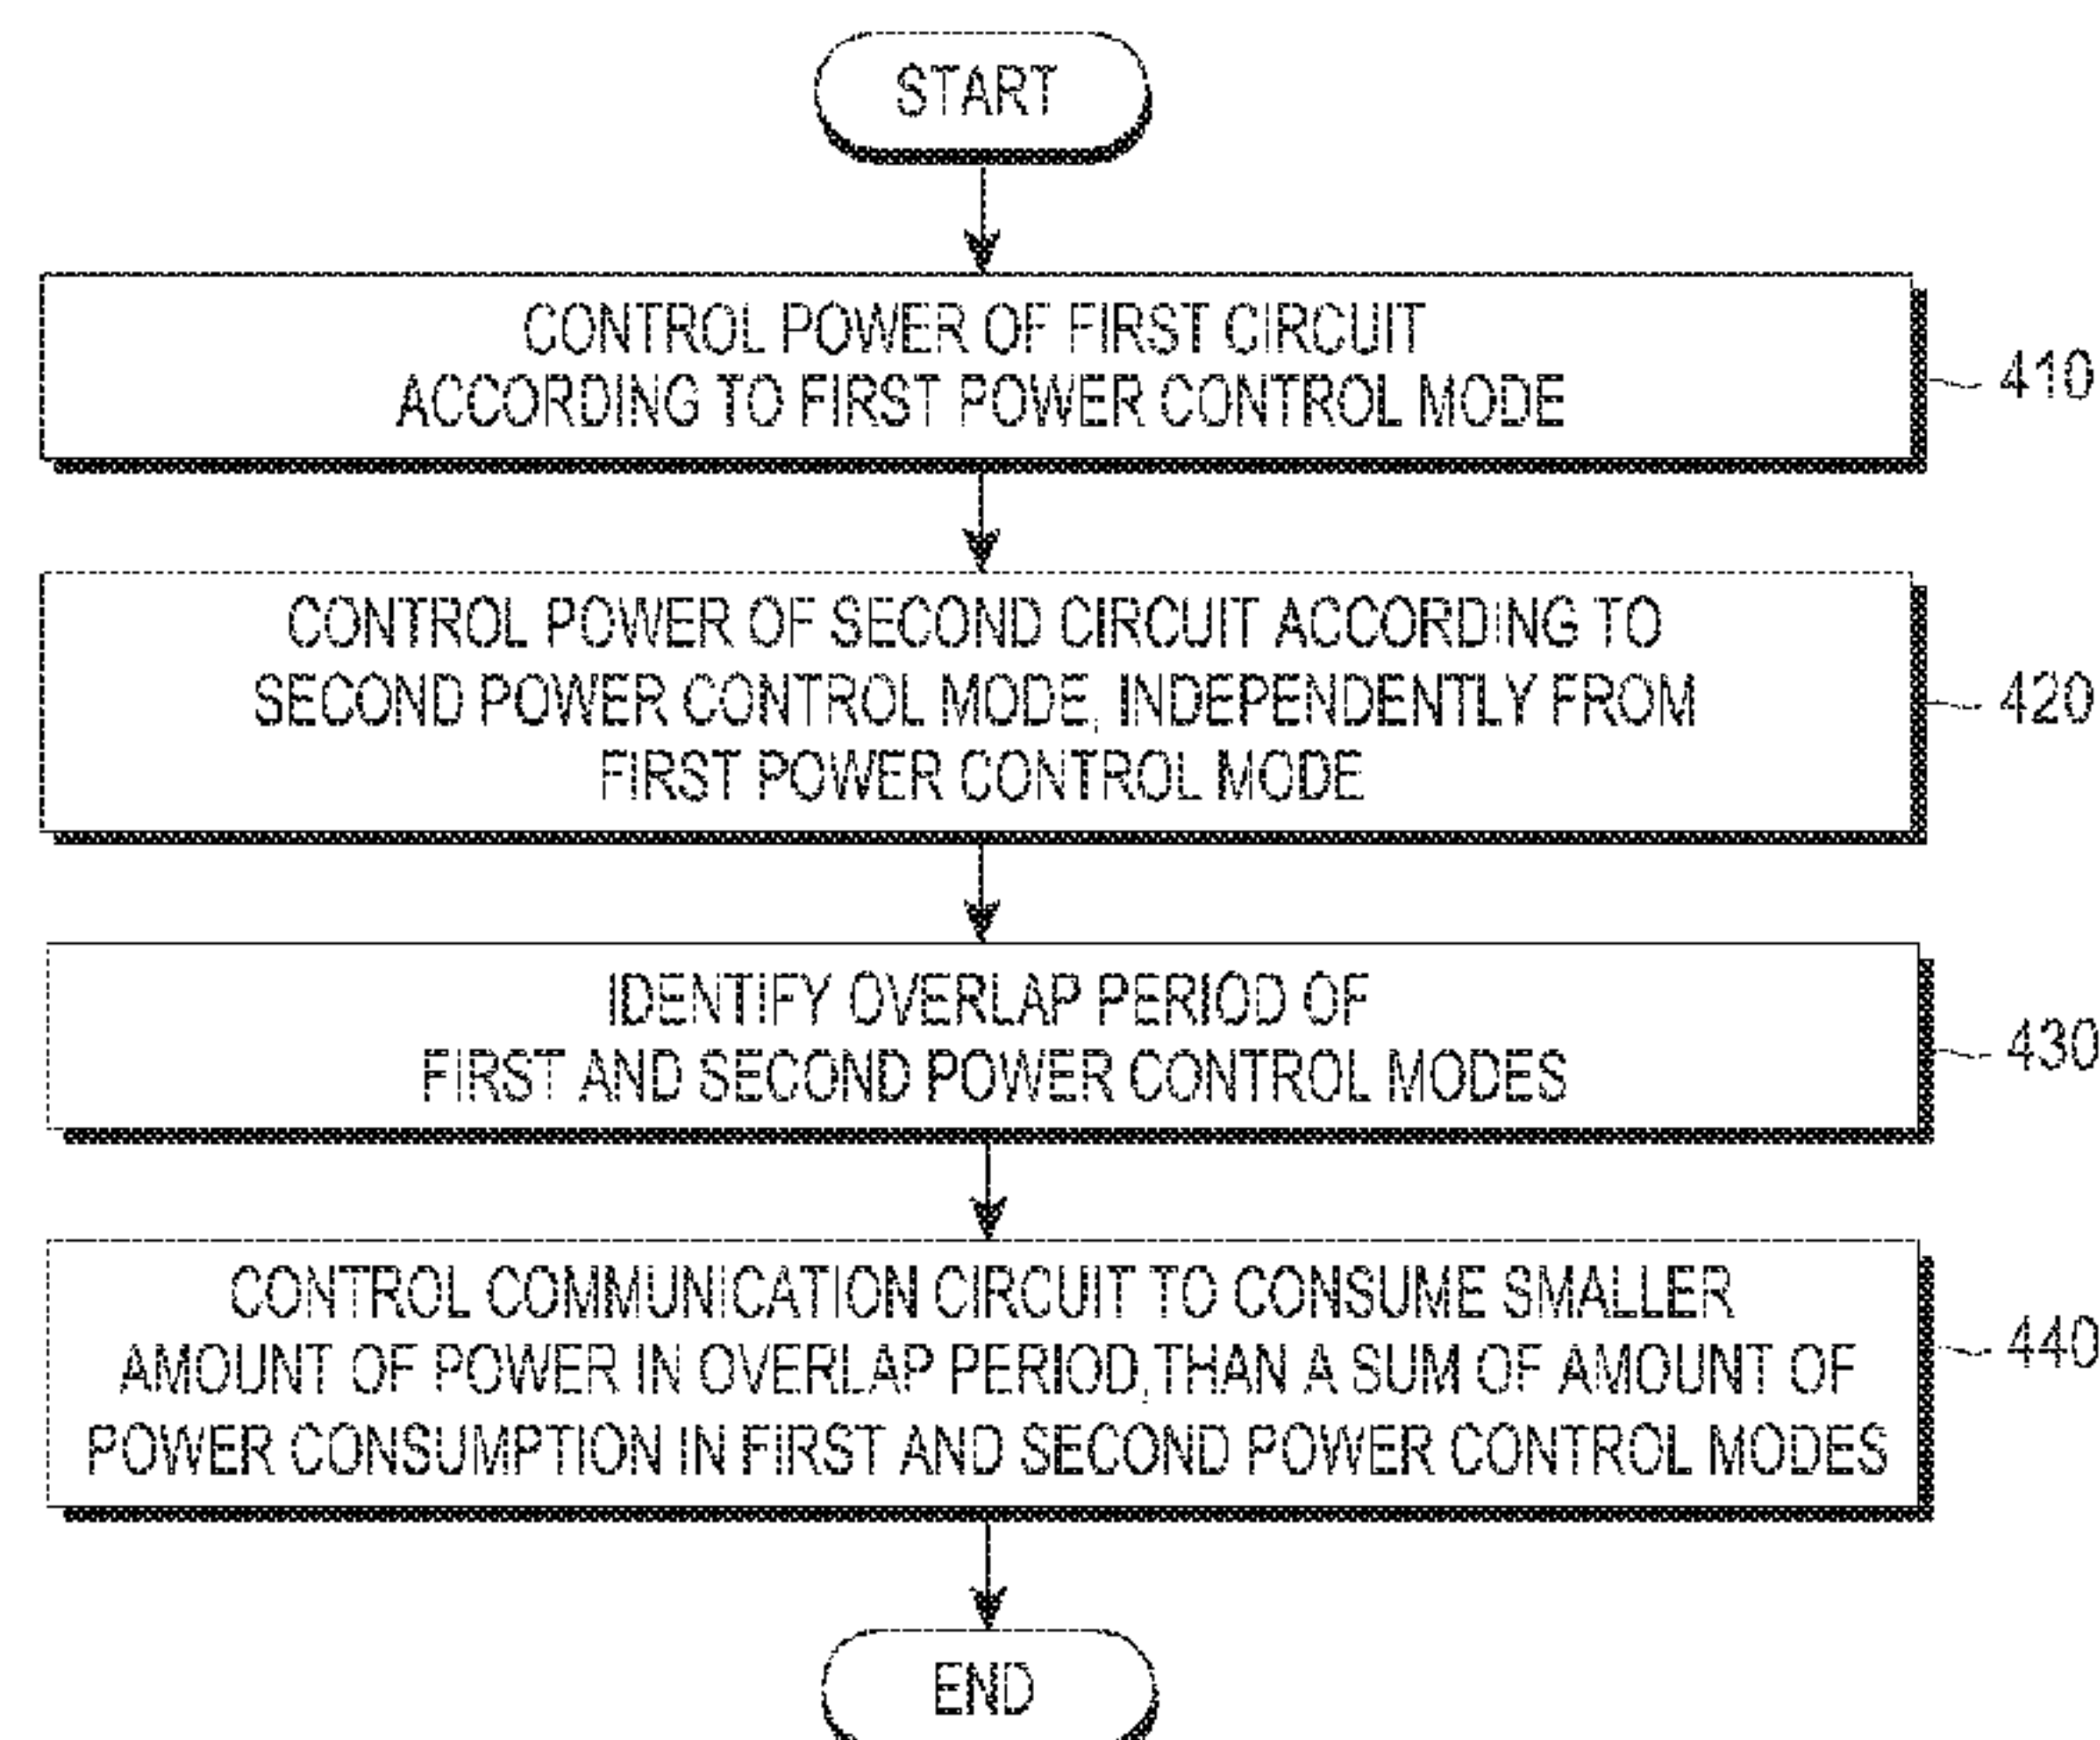 START
CONTROL POWER OF FIRST CIRCUIT
ACCORDING TO FIRST POWER CONTROL MODE
410
CONTROL POWER OF SECOND CIRCUIT ACCORDING TO
SECOND POWER CONTROL MODE, INDEPENDENTLY FROM
FIRST POWER CONTROL MODE
420
IDENTIFY OVERLAP PERIOD OF
FIRST AND SECOND POWER CONTROL MODES
430
CONTROL COMMUNICATION CIRCUIT TO CONSUME SMALLER
AMOUNT OF POWER IN OVERLAP PERIOD, THAN A SUM OF AMOUNT OF
POWER CONSUMPTION IN FIRST AND SECOND POWER CONTROL MODES
440
END